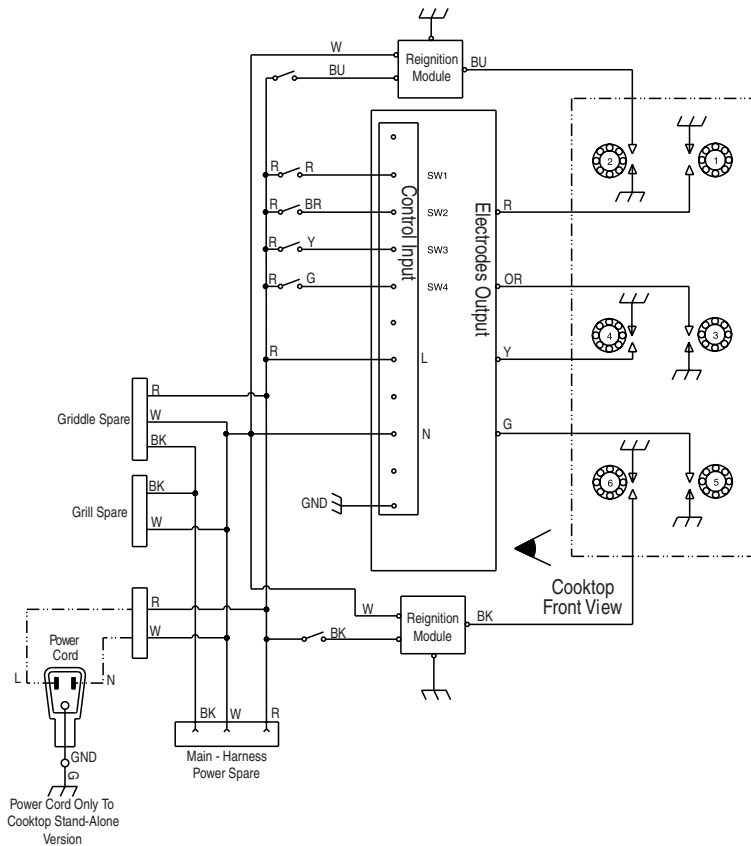 W
BU
Reignition
Module
BU
R
R
SW1
R
BR
SW2
R
Y
SW3
R
G
SW4
R
L
N
GND
Control Input
Electrodes Output
R
OR
Y
G
2
1
4
3
6
5
Cooktop
Front View
Griddle Spare
R
W
BK
Grill Spare
BK
W
R
W
Power
Cord
L
N
GND
G
Power Cord Only To
Cooktop Stand-Alone
Version
BK
W
R
Main - Harness
Power Spare
W
BK
Reignition
Module
BK